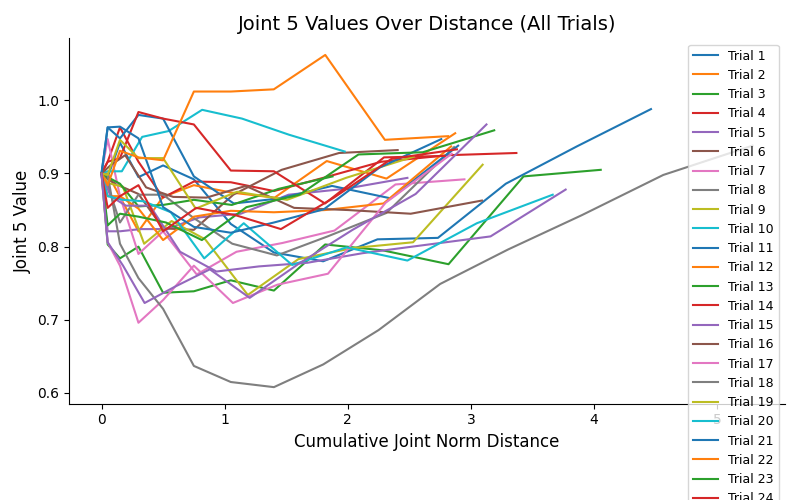 Joint 5 Values Over Distance (All Trials)
Joint 5 Value
1.0
0.9
0.8
0.7
0.6
0
1
2
3
4
5
Cumulative Joint Norm Distance
Trial 1
Trial 2
Trial 3
Trial 4
Trial 5
Trial 6
Trial 7
Trial 8
Trial 9
Trial 10
Trial 11
Trial 12
Trial 13
Trial 14
Trial 15
Trial 16
Trial 17
Trial 18
Trial 19
Trial 20
Trial 21
Trial 22
Trial 23
Trial 24